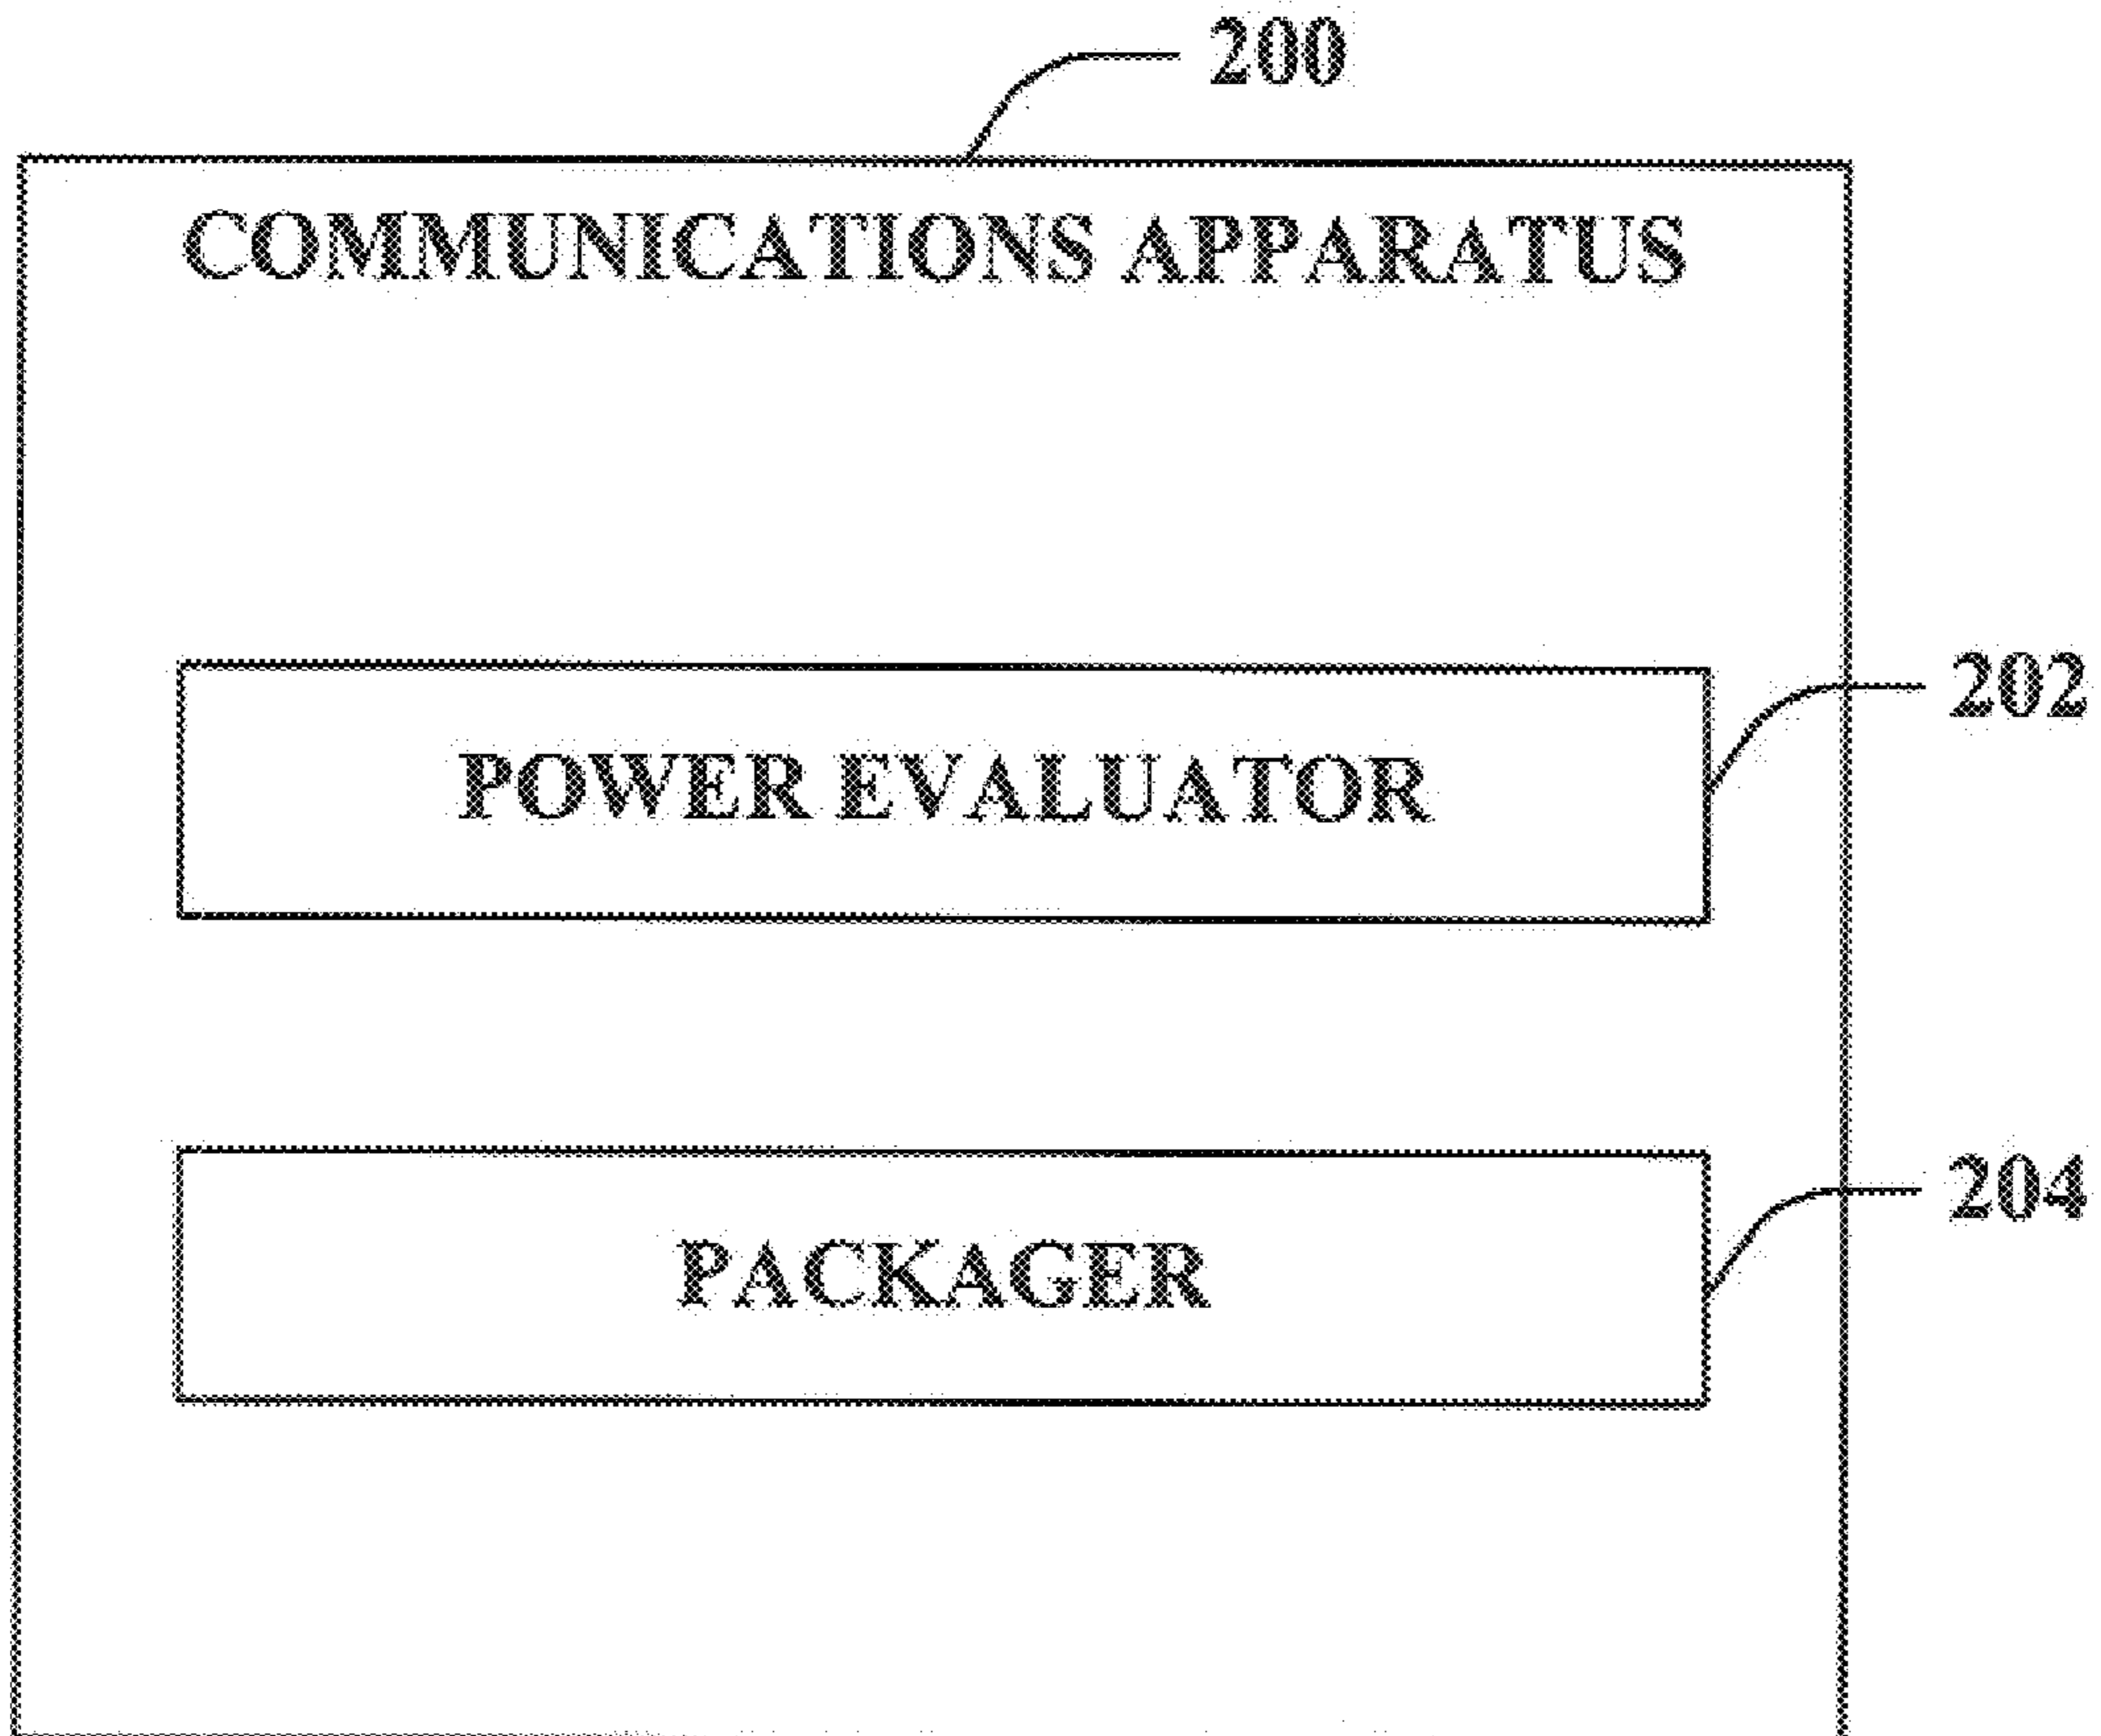 200
COMMUNICATIONS APPARATUS
202
POWER EVALUATOR
204
PACKAGER